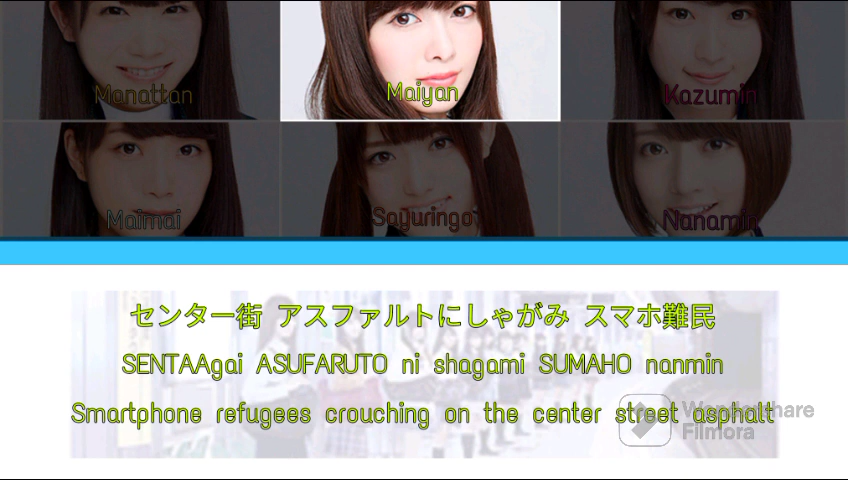 Manattan Maiyan Kazumin
Maimai Sayuringo Nanamin
センター街 アスファルトにしゃがみ スマホ難民
SENTAAgai ASUFARUTO ni shagami SUMAHO nanmin
Smartphone refugees crouching on the center street asphalt
Wondershare
Filmora